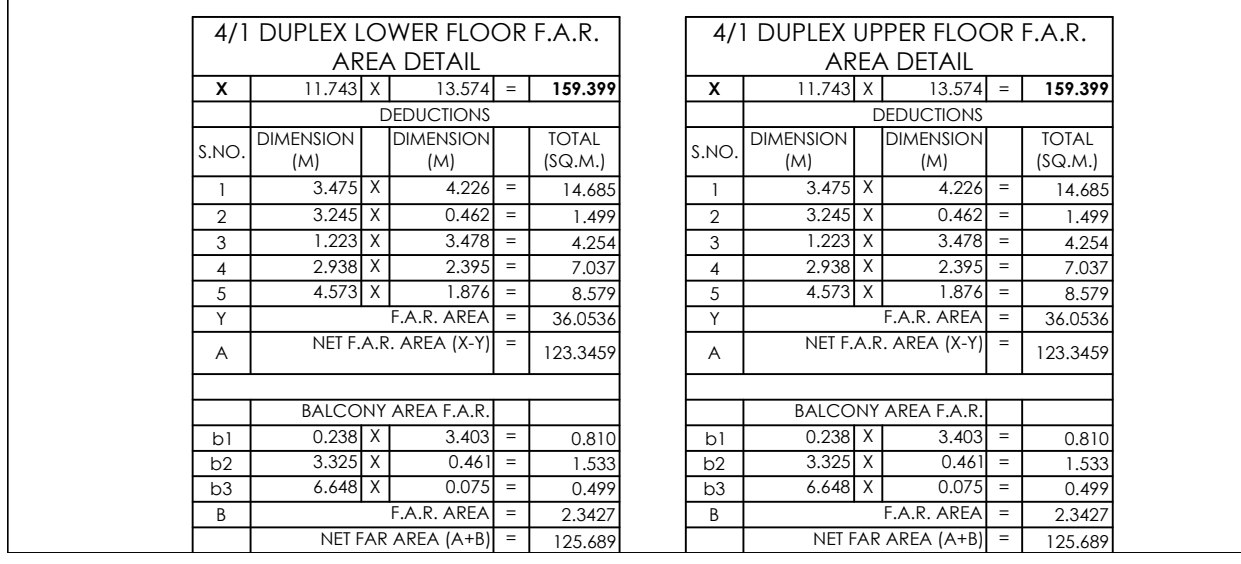 4/1 DUPLEX LOWER FLOOR F.A.R.
AREA DETAIL
X 11.743 X 13.574 = 159.399
DEDUCTIONS
S.NO. DIMENSION (M) DIMENSION (M) TOTAL (SQ.M.)
1 3.475 X 4.226 = 14.685
2 3.245 X 0.462 = 1.499
3 1.223 X 3.478 = 4.254
4 2.938 X 2.395 = 7.037
5 4.573 X 1.876 = 8.579
Y F.A.R. AREA = 36.0536
A NET F.A.R. AREA (X-Y) = 123.3459
BALCONY AREA F.A.R.
b1 0.238 X 3.403 = 0.810
b2 3.325 X 0.461 = 1.533
b3 6.648 X 0.075 = 0.499
B F.A.R. AREA = 2.3427
NET FAR AREA (A+B) = 125.689
4/1 DUPLEX UPPER FLOOR F.A.R.
AREA DETAIL
X 11.743 X 13.574 = 159.399
DEDUCTIONS
S.NO. DIMENSION (M) DIMENSION (M) TOTAL (SQ.M.)
1 3.475 X 4.226 = 14.685
2 3.245 X 0.462 = 1.499
3 1.223 X 3.478 = 4.254
4 2.938 X 2.395 = 7.037
5 4.573 X 1.876 = 8.579
Y F.A.R. AREA = 36.0536
A NET F.A.R. AREA (X-Y) = 123.3459
BALCONY AREA F.A.R.
b1 0.238 X 3.403 = 0.810
b2 3.325 X 0.461 = 1.533
b3 6.648 X 0.075 = 0.499
B F.A.R. AREA = 2.3427
NET FAR AREA (A+B) = 125.689